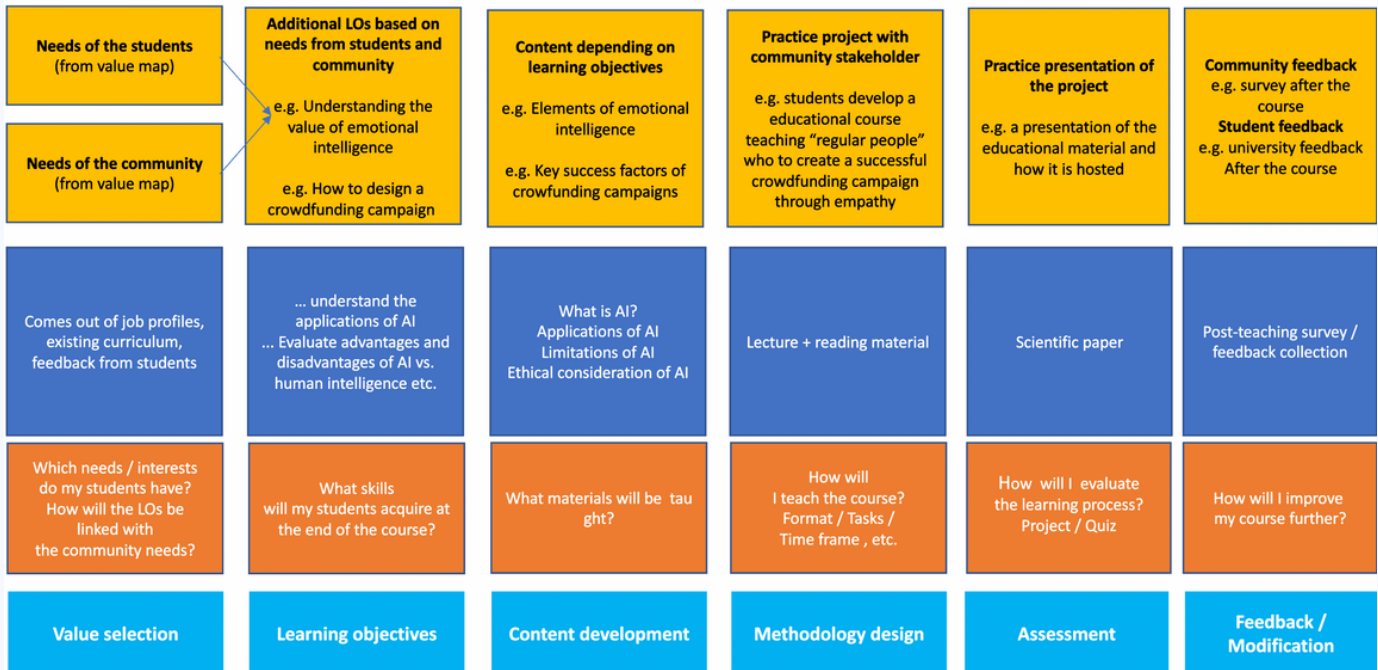 Needs of the students
(from value map)
Needs of the community
(from value map)
Additional LOs based on
needs from students and
community
e.g. Understanding the
value of emotional
intelligence
e.g. How to design a
crowdfunding campaign
Content depending on
learning objectives
e.g. Elements of emotional
intelligence
e.g. Key success factors of
crowfunding campaigns
Practice project with
community stakeholder
e.g. students develop a
educational course
teaching “regular people”
who to create a successful
crowdfunding campaign
through empathy
Practice presentation of
the project
e.g. a presentation of the
educational material and
how it is hosted
Community feedback
e.g. survey after the
course
Student feedback
e.g. university feedback
After the course
Comes out of job profiles,
existing curriculum,
feedback from students
... understand the
applications of AI
... Evaluate advantages and
disadvantages of AI vs.
human intelligence etc.
What is AI?
Applications of AI
Limitations of AI
Ethical consideration of AI
Lecture + reading material
Scientific paper
Post-teaching survey /
feedback collection
Which needs / interests
do my students have?
How will the LOs be
linked with
the community needs?
What skills
will my students acquire at
the end of the course?
What materials will be tau
ght?
How will
I teach the course?
Format / Tasks /
Time frame , etc.
How will I evaluate
the learning process?
Project / Quiz
How will I improve
my course further?
Value selection
Learning objectives
Content development
Methodology design
Assessment
Feedback /
Modification